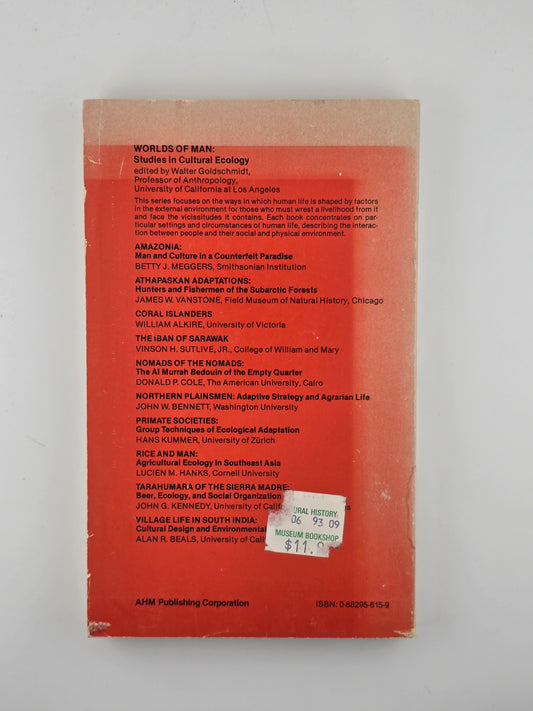 WORLDS OF MAN:
Studies in Cultural Ecology
edited by Walter Goldschmidt,
Professor of Anthropology,
University of California at Los Angeles
This series focuses on the ways in which human life is shaped by factors
in the external environment for those who must wrest a livelihood from it
and face the vicissitudes it contains. Each book concentrates on par-
ticular settings and circumstances of human life, describing the interac-
tion between people and their social and physical environment.
AMAZONIA:
Man and Culture in a Counterfeit Paradise
BETTY J. MEGGERS, Smithsonian Institution
ATHAPASKAN ADAPTATIONS:
Hunters and Fishermen of the Subarctic Forests
JAMES W. VANSTONE, Field Museum of Natural History, Chicago
CORAL ISLANDERS
WILLIAM ALKIRE, University of Victoria
THE IBAN OF SARAWAK
VINSON H. SUTLIVE, JR., College of William and Mary
NOMADS OF THE NOMADS:
The Al Murrah Bedouin of the Empty Quarter
DONALD P. COLE, The American University, Cairo
NORTHERN PLAINSMEN: Adaptive Strategy and Agrarian Life
JOHN W. BENNETT, Washington University
PRIMATE SOCIETIES:
Group Techniques of Ecological Adaptation
HANS KUMMER, University of Zürich
RICE AND MAN:
Agricultural Ecology in Southeast Asia
LUCIEN M. HANKS, Cornell University
TARAHUMARA OF THE SIERRA MADRE:
Beer, Ecology, and Social Organization
JOHN G. KENNEDY, University of
VILLAGE LIFE IN SOUTH INDIA:
Cultural Design and Environmental
ALAN R. BEALS, University of
URAL HISTORY
06 93 09
MUSEUM BOOKSHOP
$11.
AHM Publishing Corporation
ISBN: 0-88295-615-9